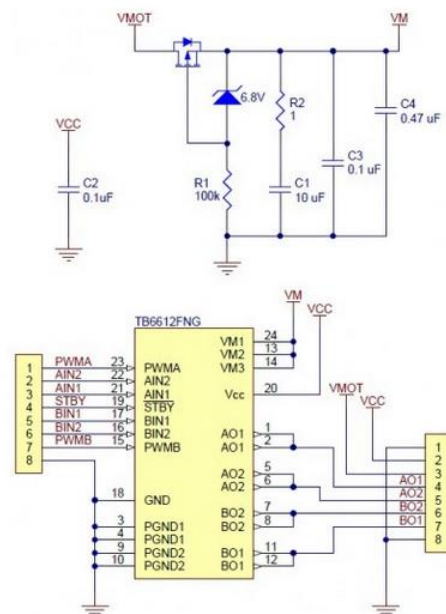 VMOT
VM
6.8V
R2
1
C4
0.47 uF
VCC
C3
0.1 uF
C2
0.1uF
R1
100k
C1
10 uF
TB6612FNG
VM
VCC
VM1 24
VM2 13
VM3 14
Vcc 20
1 PWMA 23 PWMA
2 AIN2 22 AIN2
3 AIN1 21 AIN1
4 STBY 19 STBY
5 BIN1 17 BIN1
6 BIN2 16 BIN2
7 PWMB 15 PWMB
8
VMOT
VCC
AO1 1
AO1 2
AO2 5
AO2 6
BO2 7
BO2 8
BO1 11
BO1 12
18 GND
3 PGND1
4 PGND1
9 PGND2
10 PGND2
1
2
3
AO1 4
AO2 5
BO2 6
BO1 7
8